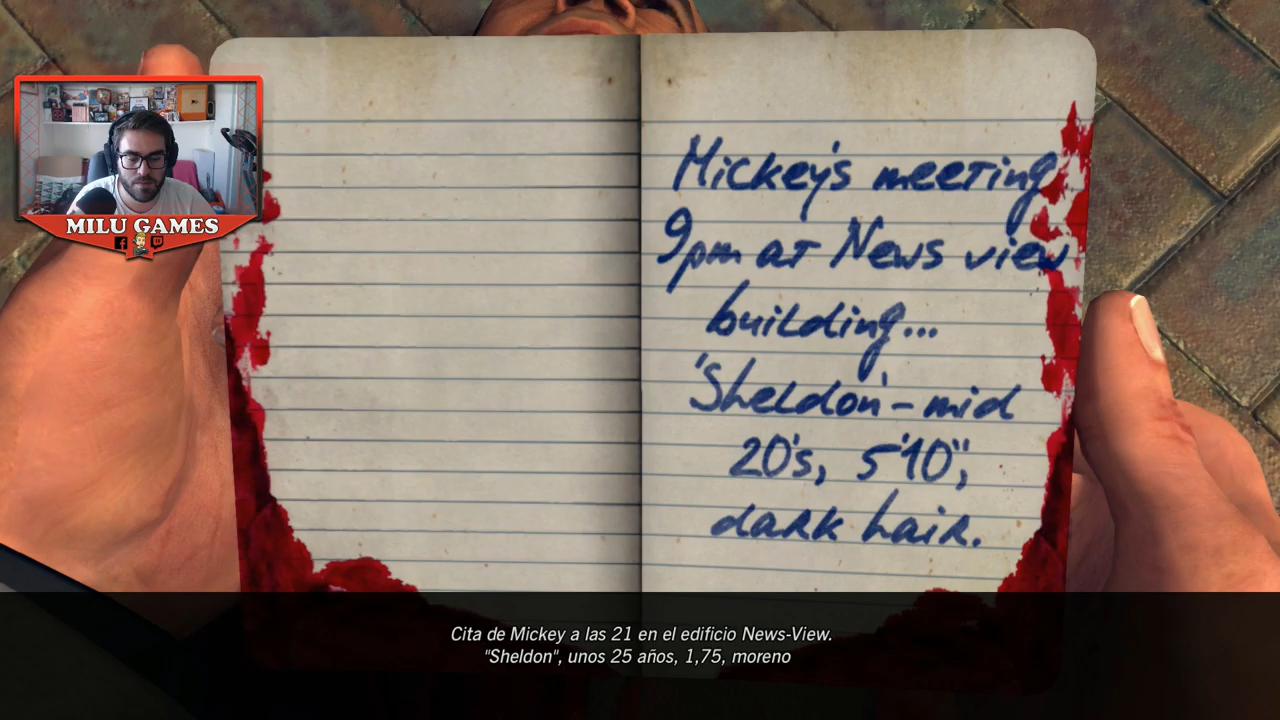 MILU GAMES
Mickey's meeting
9pm at News view
building...
'Sheldon' - mid
20's, 5'10",
dark hair.
Cita de Mickey a las 21 en el edificio News-View.
"Sheldon", unos 25 años, 1,75, moreno